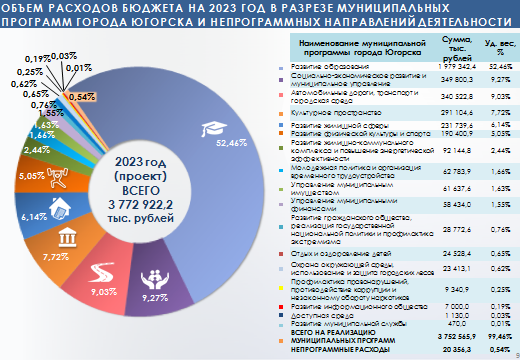 ОБЪЕМ РАСХОДОВ БЮДЖЕТА НА 2023 ГОД В РАЗРЕЗЕ МУНИЦИПАЛЬНЫХ
ПРОГРАММ ГОРОДА ЮГОРСКА И НЕПРОГРАММНЫХ НАПРАВЛЕНИЙ ДЕЯТЕЛЬНОСТИ
0,03%
0,19%
0,01%
0,25%
0,62%
0,54%
0,65%
0,76%
1,55%
1,63%
1,66%
2,44%
5,05%
6,14%
7,72%
9,03%
9,27%
52,46%
2023 год
(проект)
ВСЕГО
3 772 922,2
тыс. рублей
Наименование муниципальной
программы города Югорска
Сумма,
тыс.
рублей
Уд. вес,
%
Развитие образования 1 979 342,4 52,46%
Социально-экономическое развитие и
муниципальное управление 349 800,3 9,27%
Автомобильные дороги, транспорт и
городская среда 340 522,8 9,03%
Культурное пространство 291 104,6 7,72%
Развитие жилищной сферы 231 739,6 6,14%
Развитие физической культуры и спорта 190 400,9 5,05%
Развитие жилищно-коммунального
комплекса и повышение энергетической
эффективности 92 144,8 2,44%
Молодежная политика и организация
временного трудоустройства 62 783,9 1,66%
Управление муниципальным
имуществом 61 637,6 1,63%
Управление муниципальными
финансами 58 434,0 1,55%
Развитие гражданского общества,
реализация государственной
национальной политики и профилактика
экстремизма 28 772,6 0,76%
Отдых и оздоровление детей 24 528,4 0,65%
Охрана окружающей среды,
использование и защита городских лесов 23 413,1 0,62%
Профилактика правонарушений,
противодействие коррупции и
незаконному обороту наркотиков 9 340,9 0,25%
Развитие информационного общества 7 000,0 0,19%
Доступная среда 1 130,0 0,03%
Развитие муниципальной службы 470,0 0,01%
ВСЕГО НА РЕАЛИЗАЦИЮ
МУНИЦИПАЛЬНЫХ ПРОГРАММ 3 752 565,9 99,46%
НЕПРОГРАММНЫЕ РАСХОДЫ 20 356,3 0,54%